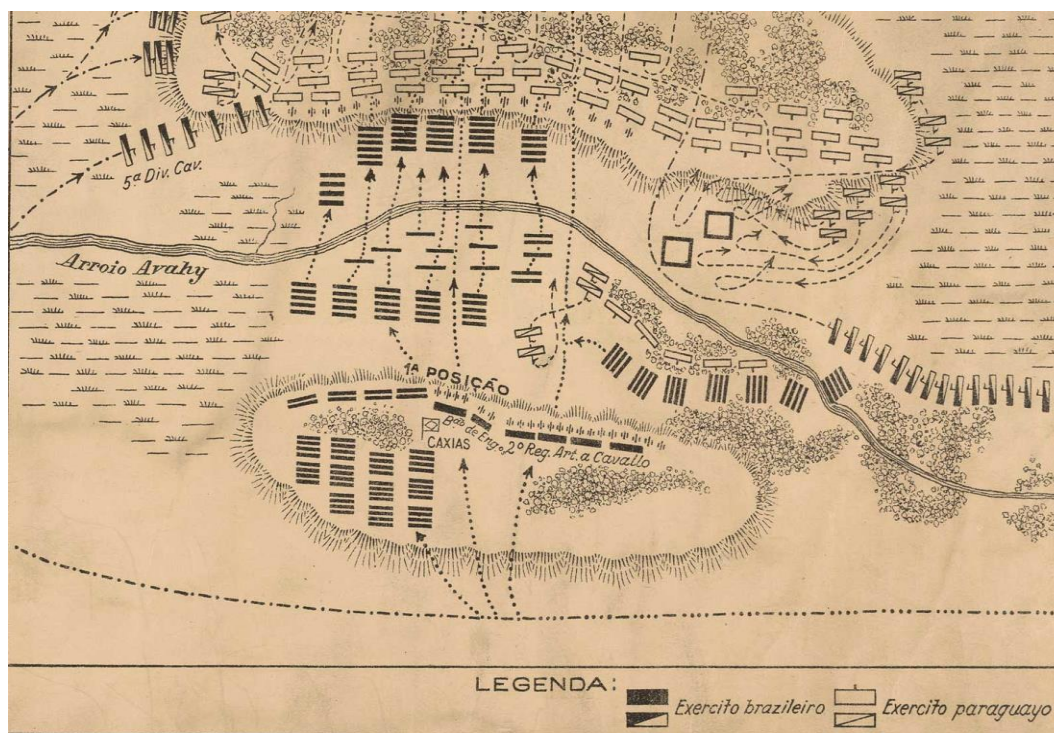 5ª Div. Cav.
Arroio Avahy
1ª POSIÇÃO
CAXIAS
Bªˢ de Eng.º
2º Reg. Art. a Cavallo
LEGENDA:
Exercito brazileiro
Exercito paraguayo